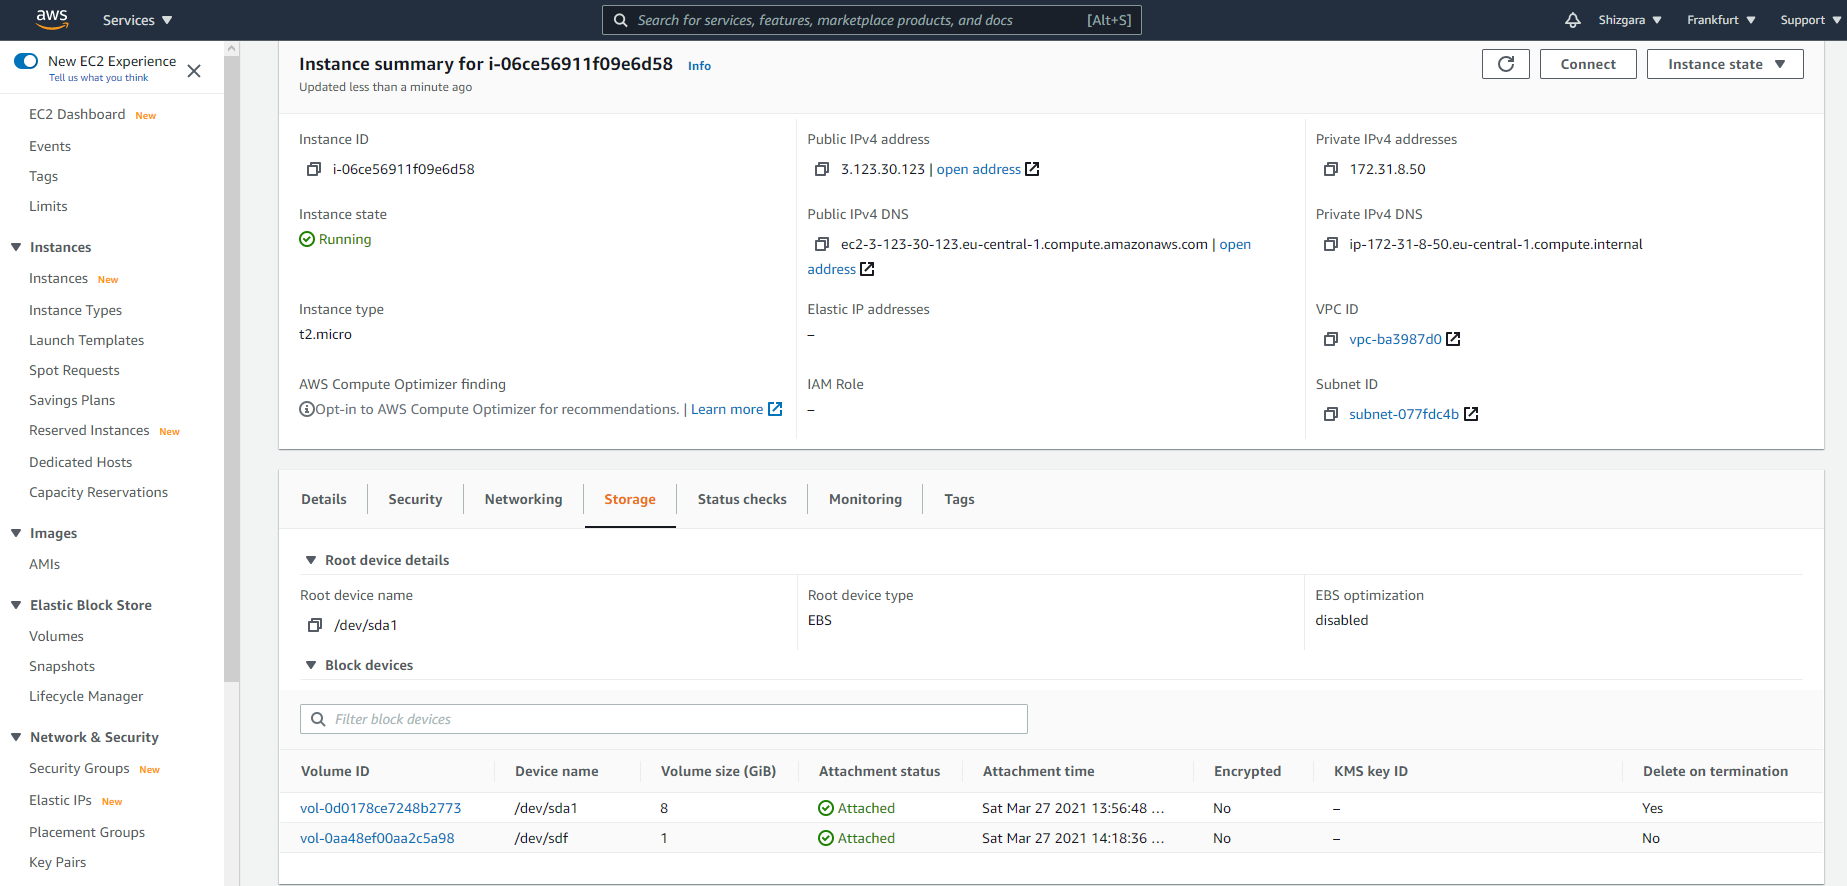 aws Services Search for services, features, marketplace products, and docs [Alt+S] Shizgara Frankfurt Support
New EC2 Experience
Tell us what you think
EC2 Dashboard New
Events
Tags
Limits
Instances
Instances New
Instance Types
Launch Templates
Spot Requests
Savings Plans
Reserved Instances New
Dedicated Hosts
Capacity Reservations
Images
AMIs
Elastic Block Store
Volumes
Snapshots
Lifecycle Manager
Network & Security
Security Groups New
Elastic IPs New
Placement Groups
Key Pairs
Instance summary for i-06ce56911f09e6d58 Info
Updated less than a minute ago
Connect Instance state
Instance ID
i-06ce56911f09e6d58
Public IPv4 address
3.123.30.123 | open address
Private IPv4 addresses
172.31.8.50
Instance state
Running
Public IPv4 DNS
ec2-3-123-30-123.eu-central-1.compute.amazonaws.com | open
address
Private IPv4 DNS
ip-172-31-8-50.eu-central-1.compute.internal
Instance type
t2.micro
Elastic IP addresses
–
VPC ID
vpc-ba3987d0
AWS Compute Optimizer finding
Opt-in to AWS Compute Optimizer for recommendations. | Learn more
IAM Role
–
Subnet ID
subnet-077fdc4b
Details Security Networking Storage Status checks Monitoring Tags
Root device details
Root device name
/dev/sda1
Root device type
EBS
EBS optimization
disabled
Block devices
Filter block devices
Volume ID Device name Volume size (GiB) Attachment status Attachment time Encrypted KMS key ID Delete on termination
vol-0d0178ce7248b2773 /dev/sda1 8 Attached Sat Mar 27 2021 13:56:48 ... No – Yes
vol-0aa48ef00aa2c5a98 /dev/sdf 1 Attached Sat Mar 27 2021 14:18:36 ... No – No